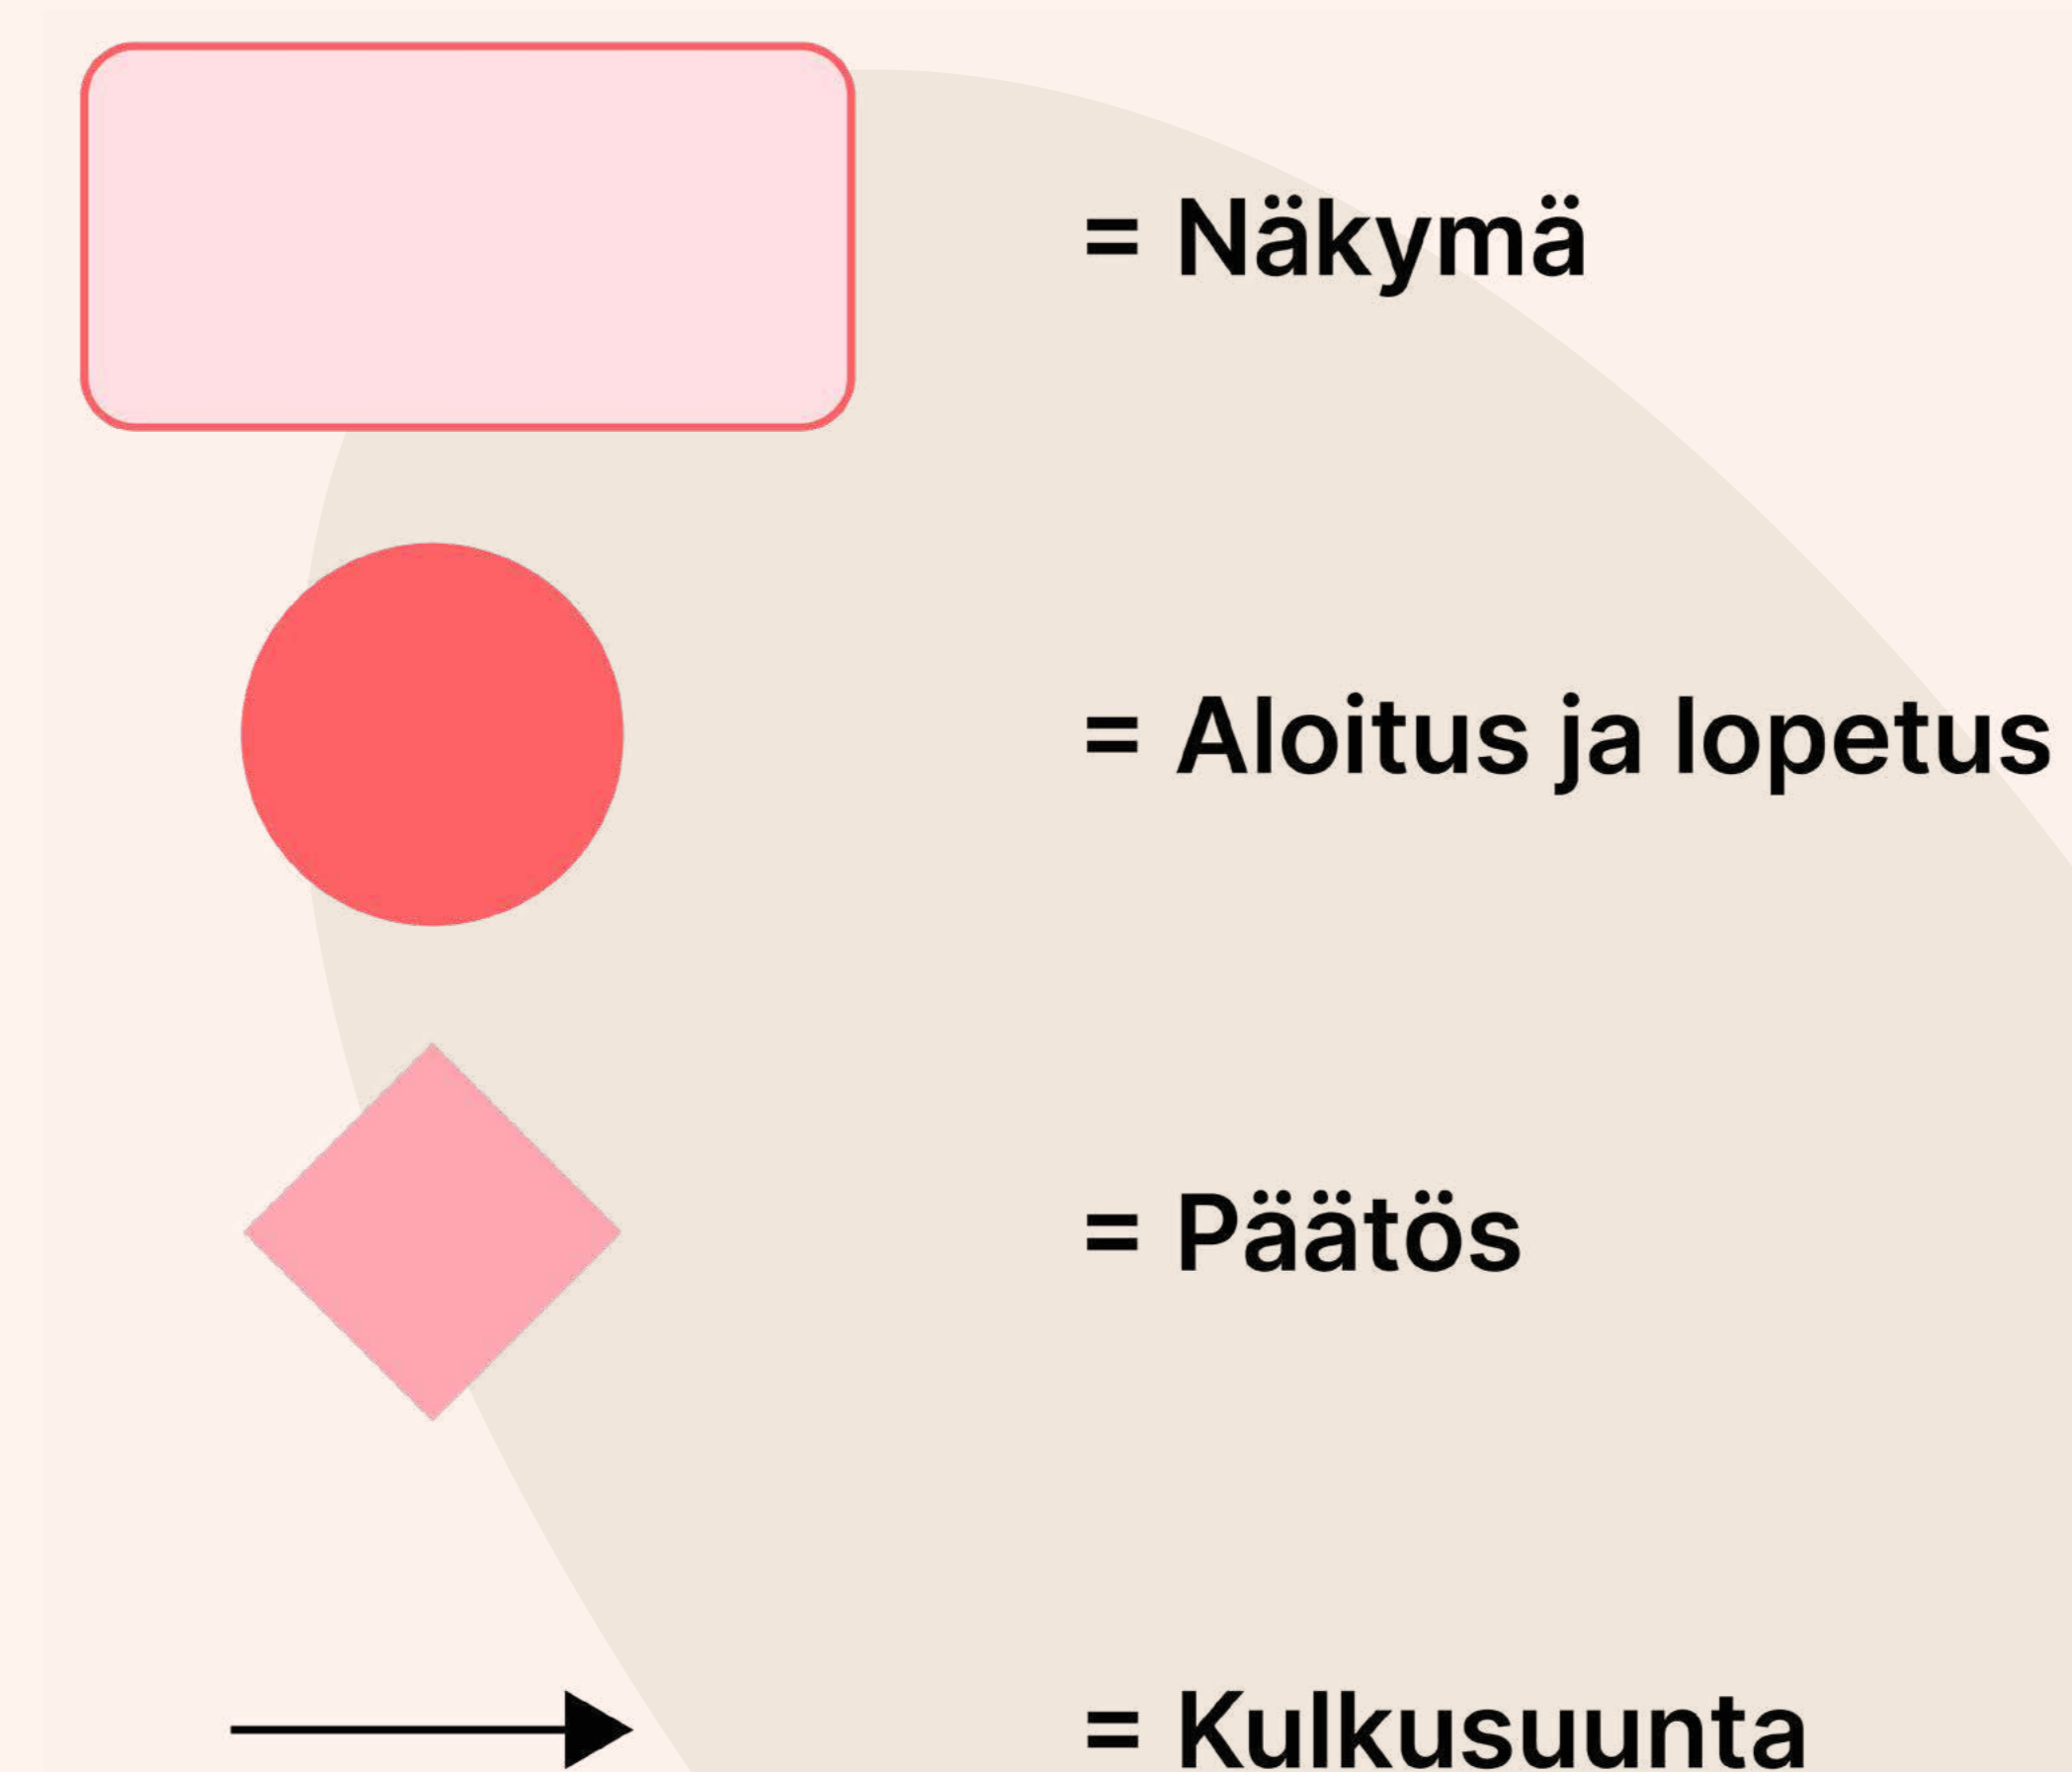 = Näkymä
= Aloitus ja lopetus
= Päätös
= Kulkusuunta